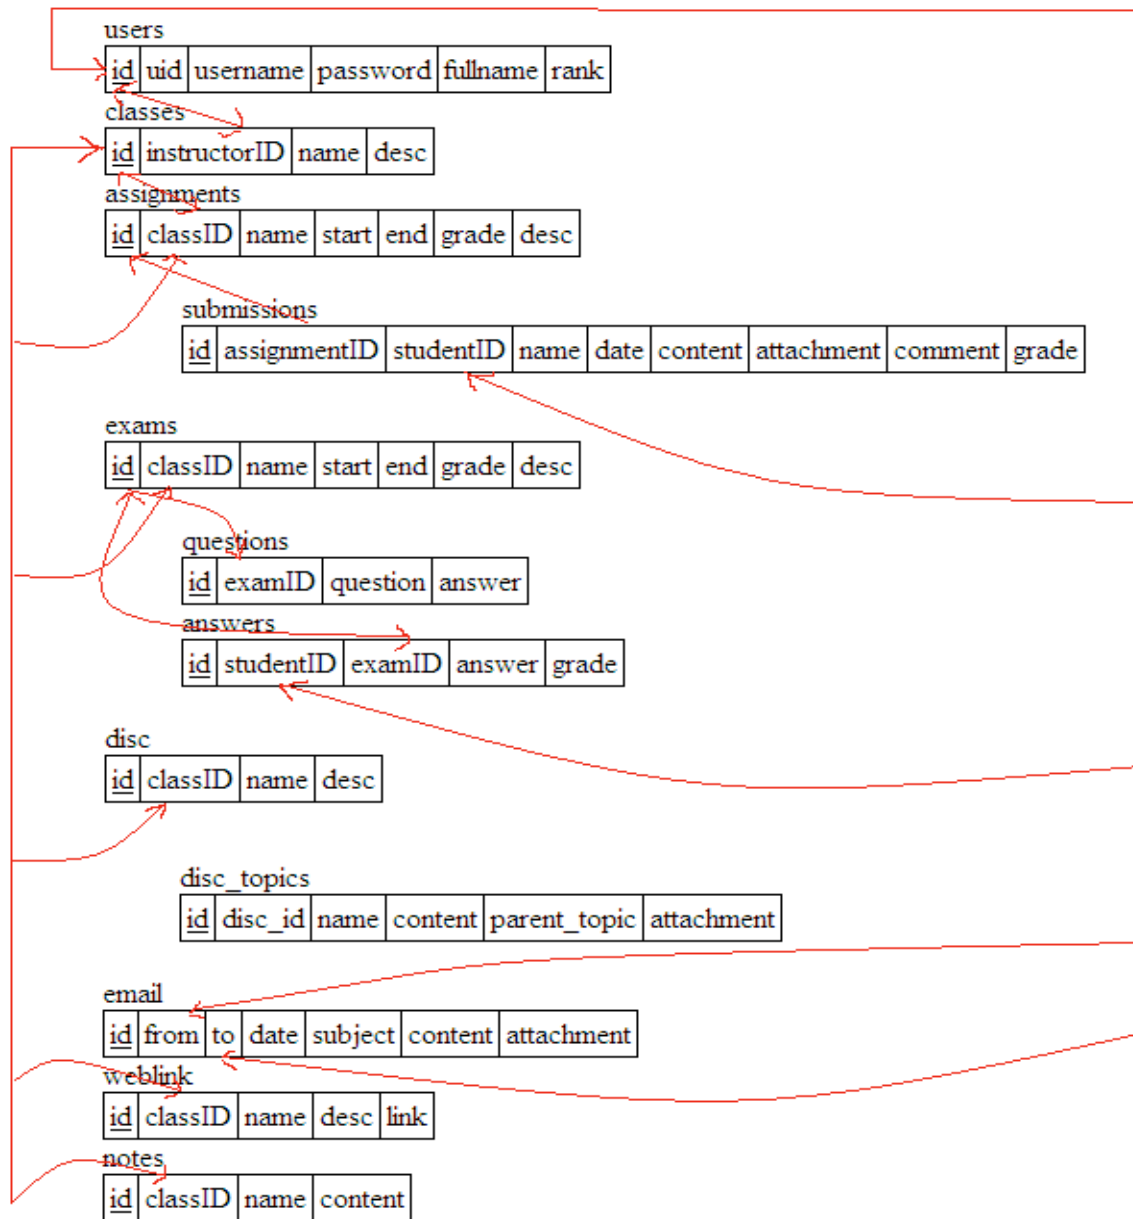 users
id uid username password fullname rank
classes
id instructorID name desc
assignments
id classID name start end grade desc
submissions
id assignmentID studentID name date content attachment comment grade
exams
id classID name start end grade desc
questions
id examID question answer
answers
id studentID examID answer grade
disc
id classID name desc
disc_topics
id disc_id name content parent_topic attachment
email
id from to date subject content attachment
weblink
id classID name desc link
notes
id classID name content